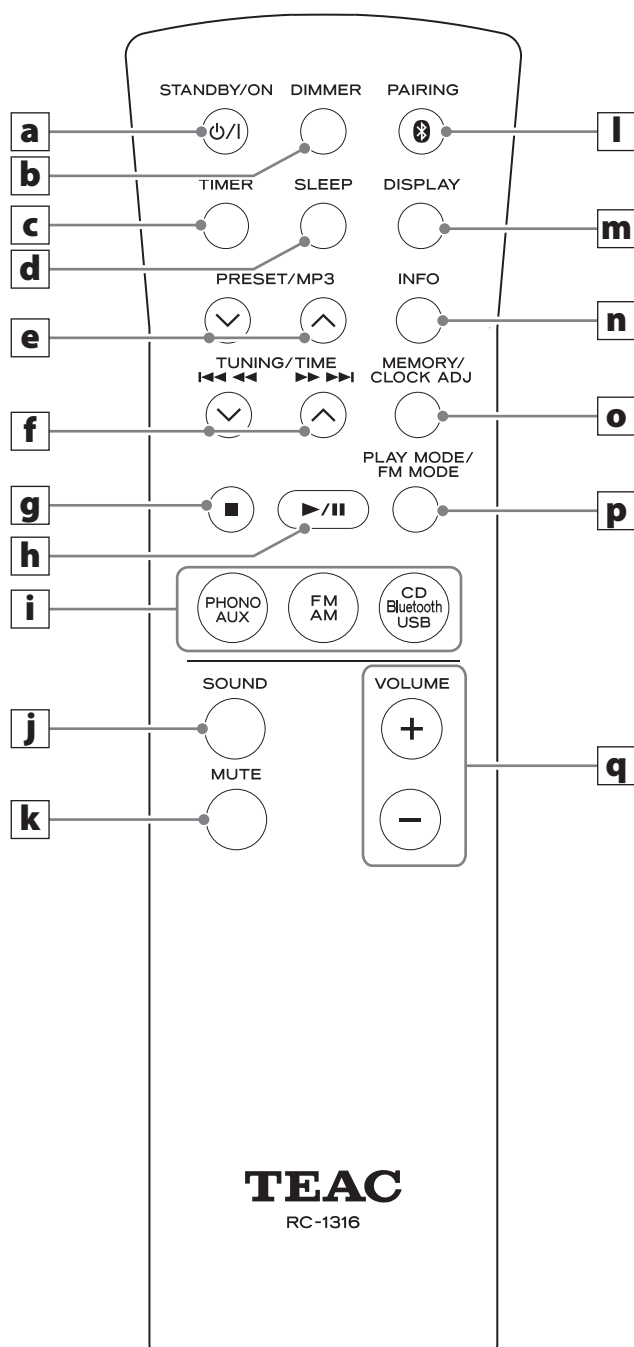 STANDBY/ON DIMMER PAIRING
a
⏻/I
l
b
TIMER SLEEP DISPLAY
c
m
d
PRESET/MP3 INFO
e
n
TUNING/TIME MEMORY/
CLOCK ADJ
f
o
PLAY MODE/
FM MODE
g
p
h
i
PHONO
AUX
FM
AM
CD
Bluetooth
USB
SOUND VOLUME
j
+
q
MUTE
k
−
TEAC
RC-1316